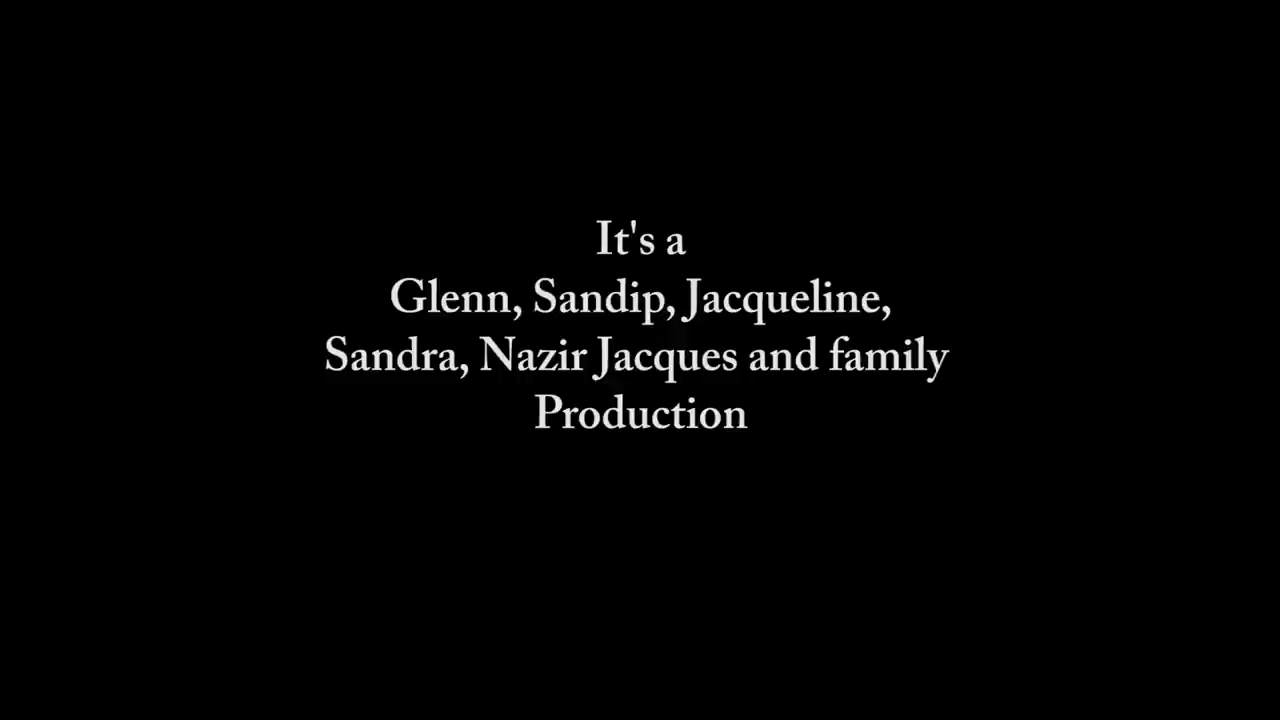 It's a
Glenn, Sandip, Jacqueline,
Sandra, Nazir Jacques and family
Production